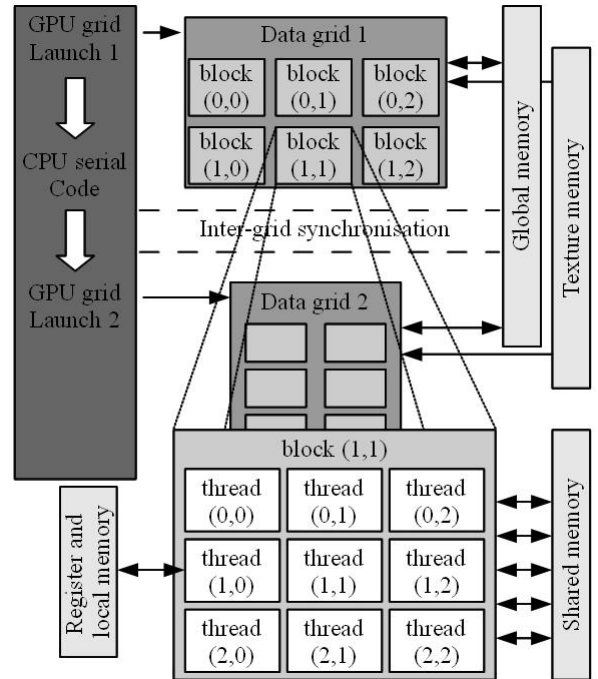 GPU grid
Launch 1
CPU serial
Code
GPU grid
Launch 2
Data grid 1
block
(0,0)
block
(0,1)
block
(0,2)
block
(1,0)
block
(1,1)
block
(1,2)
Inter-grid synchronisation
Data grid 2
Global memory
Texture memory
block (1,1)
thread
(0,0)
thread
(0,1)
thread
(0,2)
thread
(1,0)
thread
(1,1)
thread
(1,2)
thread
(2,0)
thread
(2,1)
thread
(2,2)
Register and
local memory
Shared memory